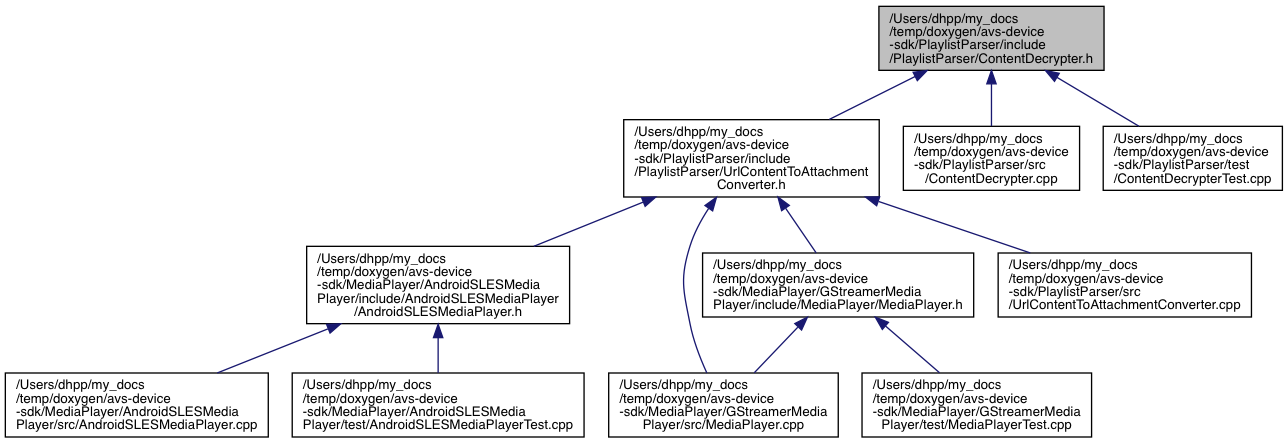 /Users/dhpp/my_docs
/temp/doxygen/avs-device
-sdk/PlaylistParser/include
/PlaylistParser/ContentDecrypter.h
/Users/dhpp/my_docs
/temp/doxygen/avs-device
-sdk/PlaylistParser/include
/PlaylistParser/UrlContentToAttachment
Converter.h
/Users/dhpp/my_docs
/temp/doxygen/avs-device
-sdk/PlaylistParser/src
/ContentDecrypter.cpp
/Users/dhpp/my_docs
/temp/doxygen/avs-device
-sdk/PlaylistParser/test
/ContentDecrypterTest.cpp
/Users/dhpp/my_docs
/temp/doxygen/avs-device
-sdk/MediaPlayer/AndroidSLESMedia
Player/include/AndroidSLESMediaPlayer
/AndroidSLESMediaPlayer.h
/Users/dhpp/my_docs
/temp/doxygen/avs-device
-sdk/MediaPlayer/GStreamerMedia
Player/include/MediaPlayer/MediaPlayer.h
/Users/dhpp/my_docs
/temp/doxygen/avs-device
-sdk/PlaylistParser/src
/UrlContentToAttachmentConverter.cpp
/Users/dhpp/my_docs
/temp/doxygen/avs-device
-sdk/MediaPlayer/AndroidSLESMedia
Player/src/AndroidSLESMediaPlayer.cpp
/Users/dhpp/my_docs
/temp/doxygen/avs-device
-sdk/MediaPlayer/AndroidSLESMedia
Player/test/AndroidSLESMediaPlayerTest.cpp
/Users/dhpp/my_docs
/temp/doxygen/avs-device
-sdk/MediaPlayer/GStreamerMedia
Player/src/MediaPlayer.cpp
/Users/dhpp/my_docs
/temp/doxygen/avs-device
-sdk/MediaPlayer/GStreamerMedia
Player/test/MediaPlayerTest.cpp